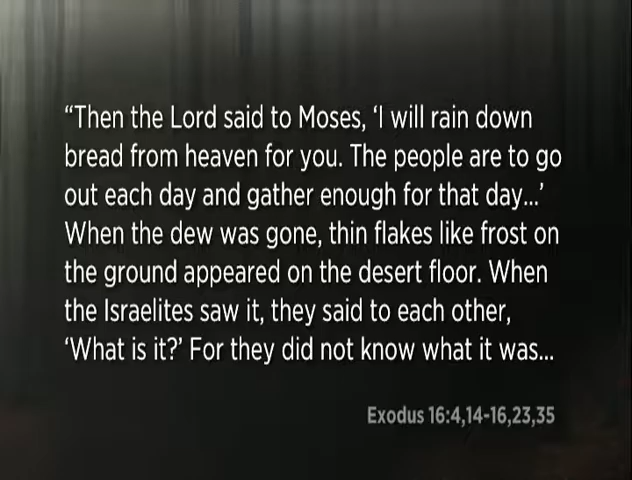 “Then the Lord said to Moses, ‘I will rain down
bread from heaven for you. The people are to go
out each day and gather enough for that day...’
When the dew was gone, thin flakes like frost on
the ground appeared on the desert floor. When
the Israelites saw it, they said to each other,
‘What is it?’ For they did not know what it was...
Exodus 16:4,14-16,23,35